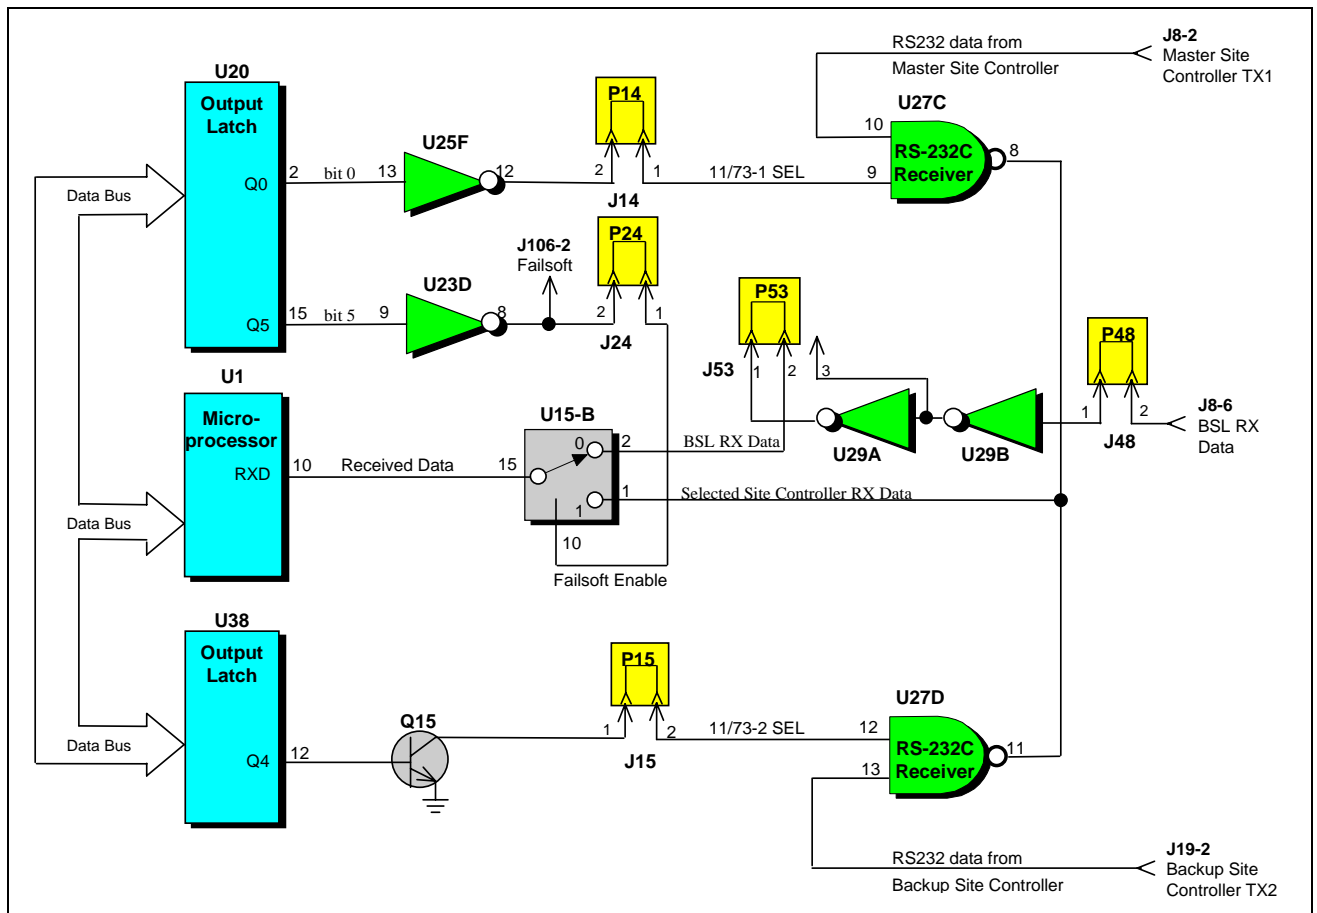 RS232 data from
Master Site Controller
J8-2
Master Site
Controller TX1
U20
Output
Latch
Q0
2
bit 0
13
U25F
12
P14
2
1
J14
11/73-1 SEL
U27C
10
9
RS-232C
Receiver
8
Data Bus
J106-2
Failsoft
P24
2
1
J24
Q5
15
bit 5
9
U23D
8
P53
J53
1
2
3
U29A
U29B
P48
1
2
J48
J8-6
BSL RX
Data
U1
Micro-
processor
RXD
10
Received Data
15
U15-B
0
2
BSL RX Data
1
1
Selected Site Controller RX Data
10
Failsoft Enable
Data Bus
U38
Output
Latch
Q4
12
Q15
P15
1
2
J15
11/73-2 SEL
U27D
12
13
RS-232C
Receiver
11
Data Bus
RS232 data from
Backup Site Controller
J19-2
Backup Site
Controller TX2